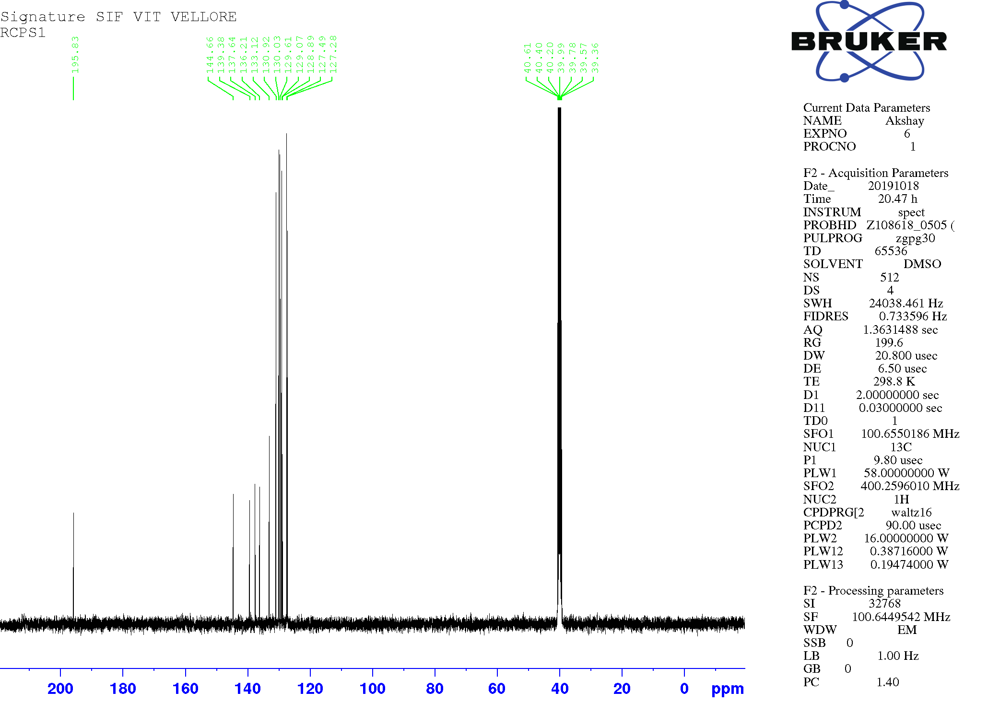 Signature SIF VIT VELLORE
RCPS1
195.83
144.66
139.38
137.64
136.21
133.12
130.92
130.03
129.61
129.07
128.89
127.49
127.28
40.61
40.40
40.20
39.99
39.78
39.57
39.36
BRUKER
Current Data Parameters
NAME Akshay
EXPNO 6
PROCNO 1
F2 - Acquisition Parameters
Date_ 20191018
Time 20.47 h
INSTRUM spect
PROBHD Z108618_0505 (
PULPROG zgpg30
TD 65536
SOLVENT DMSO
NS 512
DS 4
SWH 24038.461 Hz
FIDRES 0.733596 Hz
AQ 1.3631488 sec
RG 199.6
DW 20.800 usec
DE 6.50 usec
TE 298.8 K
D1 2.00000000 sec
D11 0.03000000 sec
TD0 1
SFO1 100.6550186 MHz
NUC1 13C
P1 9.80 usec
PLW1 58.00000000 W
SFO2 400.2596010 MHz
NUC2 1H
CPDPRG[2 waltz16
PCPD2 90.00 usec
PLW2 16.00000000 W
PLW12 0.38716000 W
PLW13 0.19474000 W
F2 - Processing parameters
SI 32768
SF 100.6449542 MHz
WDW EM
SSB 0
LB 1.00 Hz
GB 0
PC 1.40
200 180 160 140 120 100 80 60 40 20 0 ppm